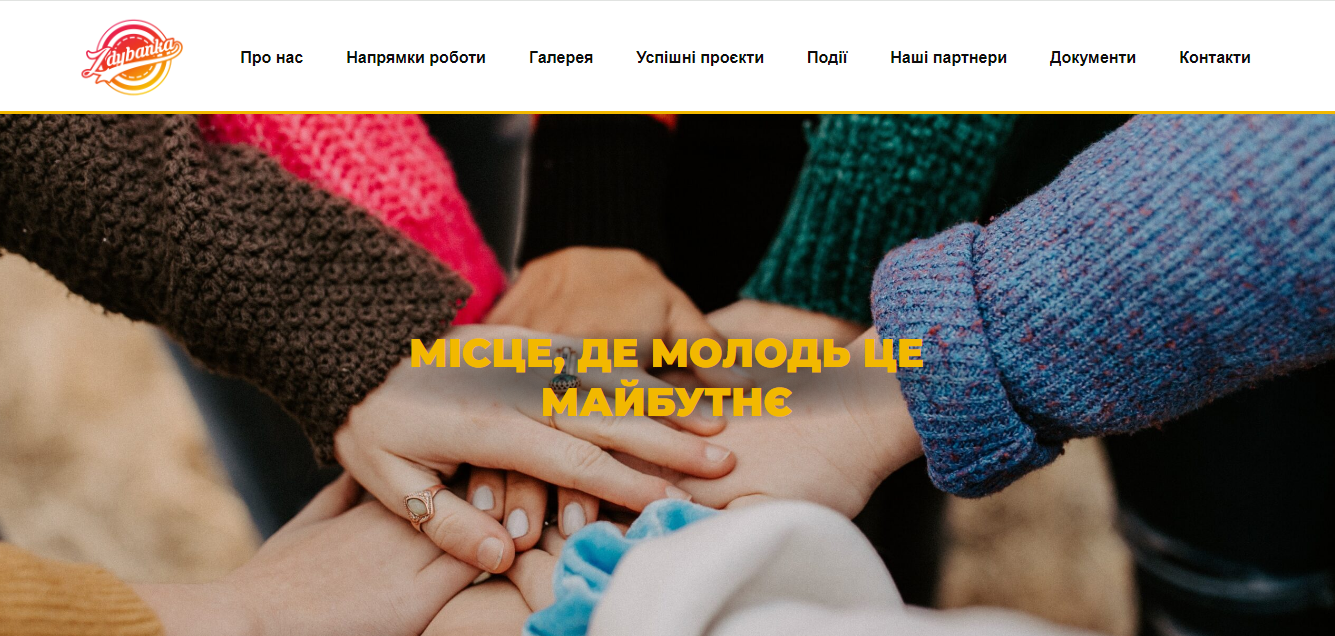 Zdybanka
Про нас Напрямки роботи Галерея Успішні проєкти Події Наші партнери Документи Контакти
МІСЦЕ, ДЕ МОЛОДЬ ЦЕ
МАЙБУТНЄ